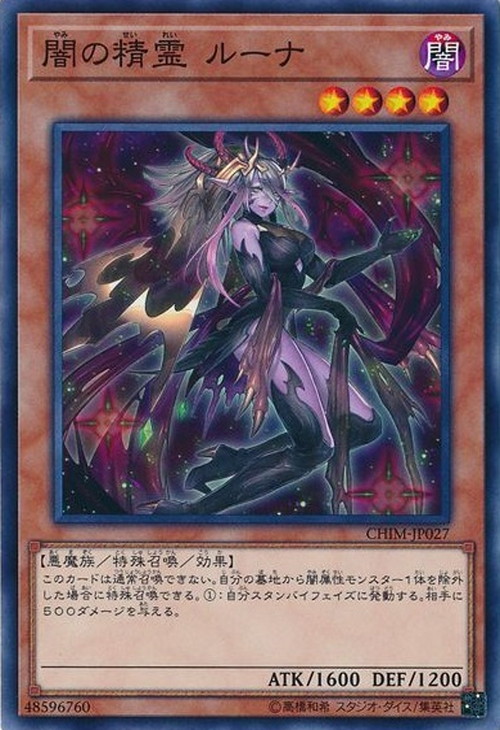 闇の精霊 ルーナ
闇
CHIM-JP027
【悪魔族／特殊召喚／効果】
このカードは通常召喚できない。自分の墓地から闇属性モンスター１体を除外
した場合に特殊召喚できる。①：自分スタンバイフェイズに発動する。相手に
５００ダメージを与える。
ATK/1600 DEF/1200
48596760
©高橋和希 スタジオ・ダイス/集英社